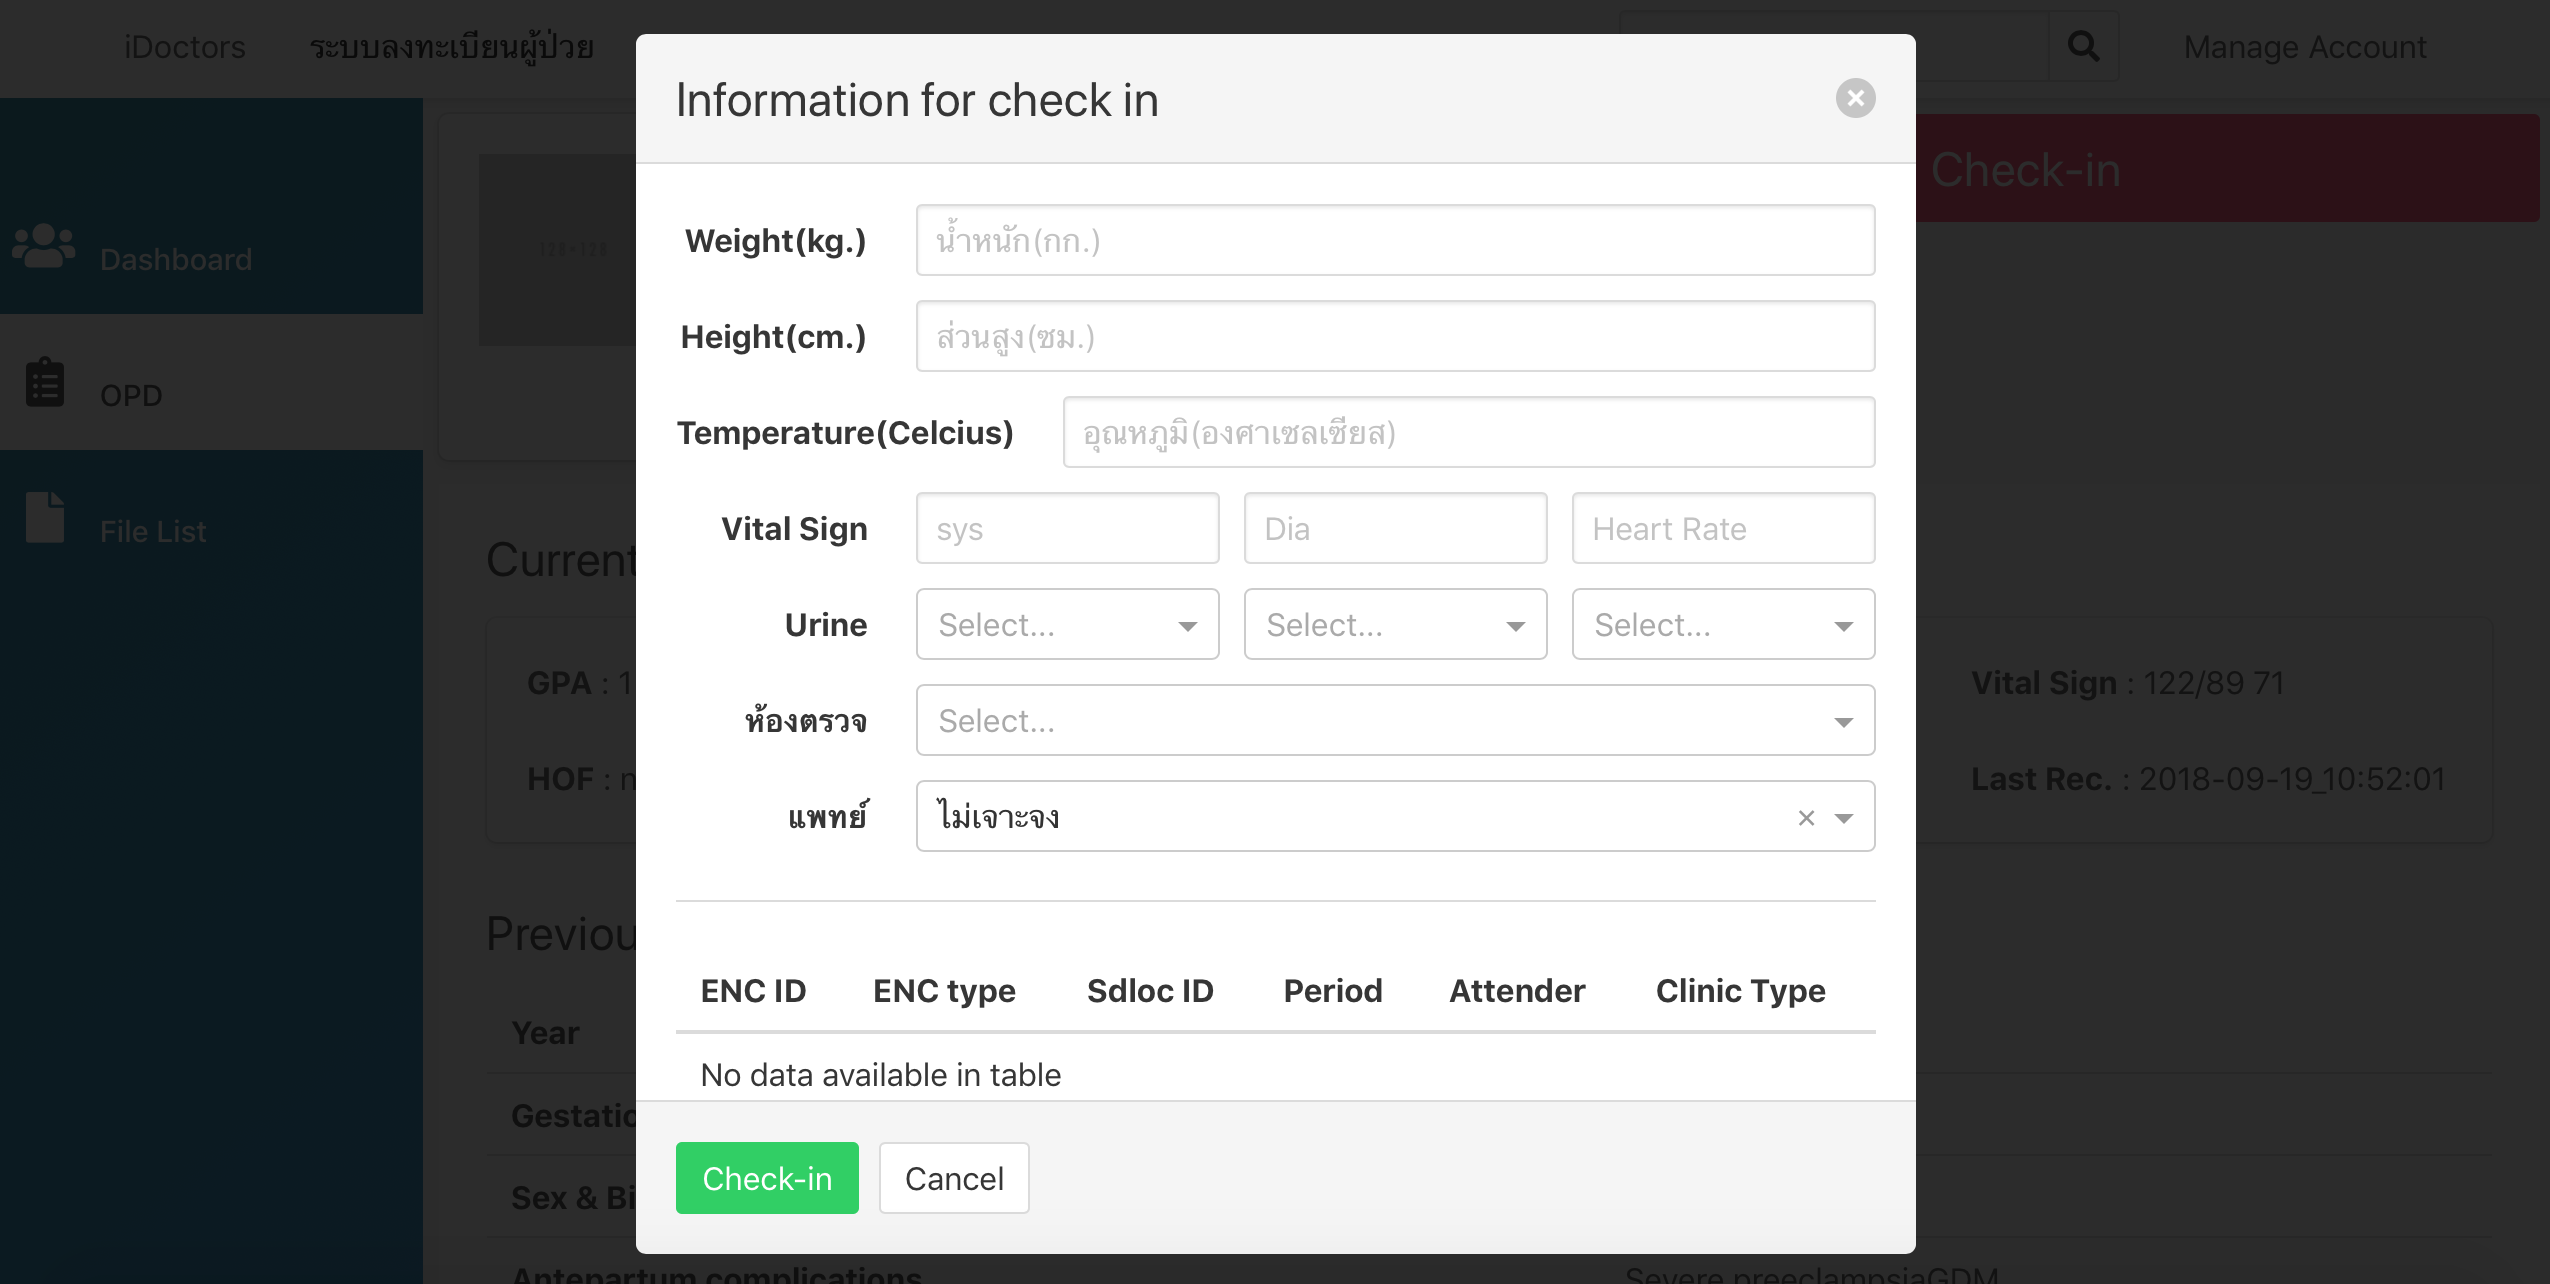 iDoctors ระบบลงทะเบียนผู้ป่วย Manage Account
Information for check in
Check-in
Dashboard
OPD
File List
128×128
Weight(kg.) น้ำหนัก(กก.)
Height(cm.) ส่วนสูง(ซม.)
Temperature(Celcius) อุณหภูมิ(องศาเซลเซียส)
Vital Sign sys Dia Heart Rate
Urine Select... Select... Select...
ห้องตรวจ Select...
แพทย์ ไม่เจาะจง
Current
GPA : 1
Vital Sign : 122/89 71
HOF :
Last Rec. : 2018-09-19_10:52:01
ENC ID ENC type Sdloc ID Period Attender Clinic Type
No data available in table
Check-in Cancel
Year
Antepartum complications
Severe preeclampsiaGDM